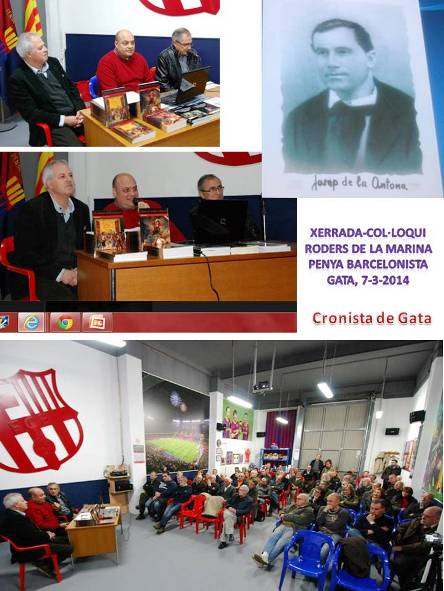 Josep de la Antona
XERRADA-COL·LOQUI
RODERS DE LA MARINA
PENYA BARCELONISTA
GATA, 7-3-2014
Cronista de Gata